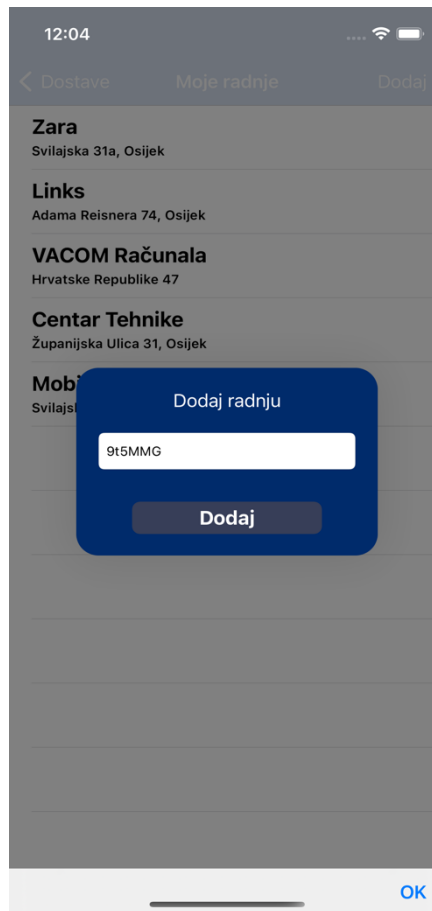 12:04
Dostave
Moje radnje
Dodaj
Zara
Svilajska 31a, Osijek
Links
Adama Reisnera 74, Osijek
VACOM Računala
Hrvatske Republike 47
Centar Tehnike
Županijska Ulica 31, Osijek
Dodaj radnju
9t5MMG
Dodaj
OK